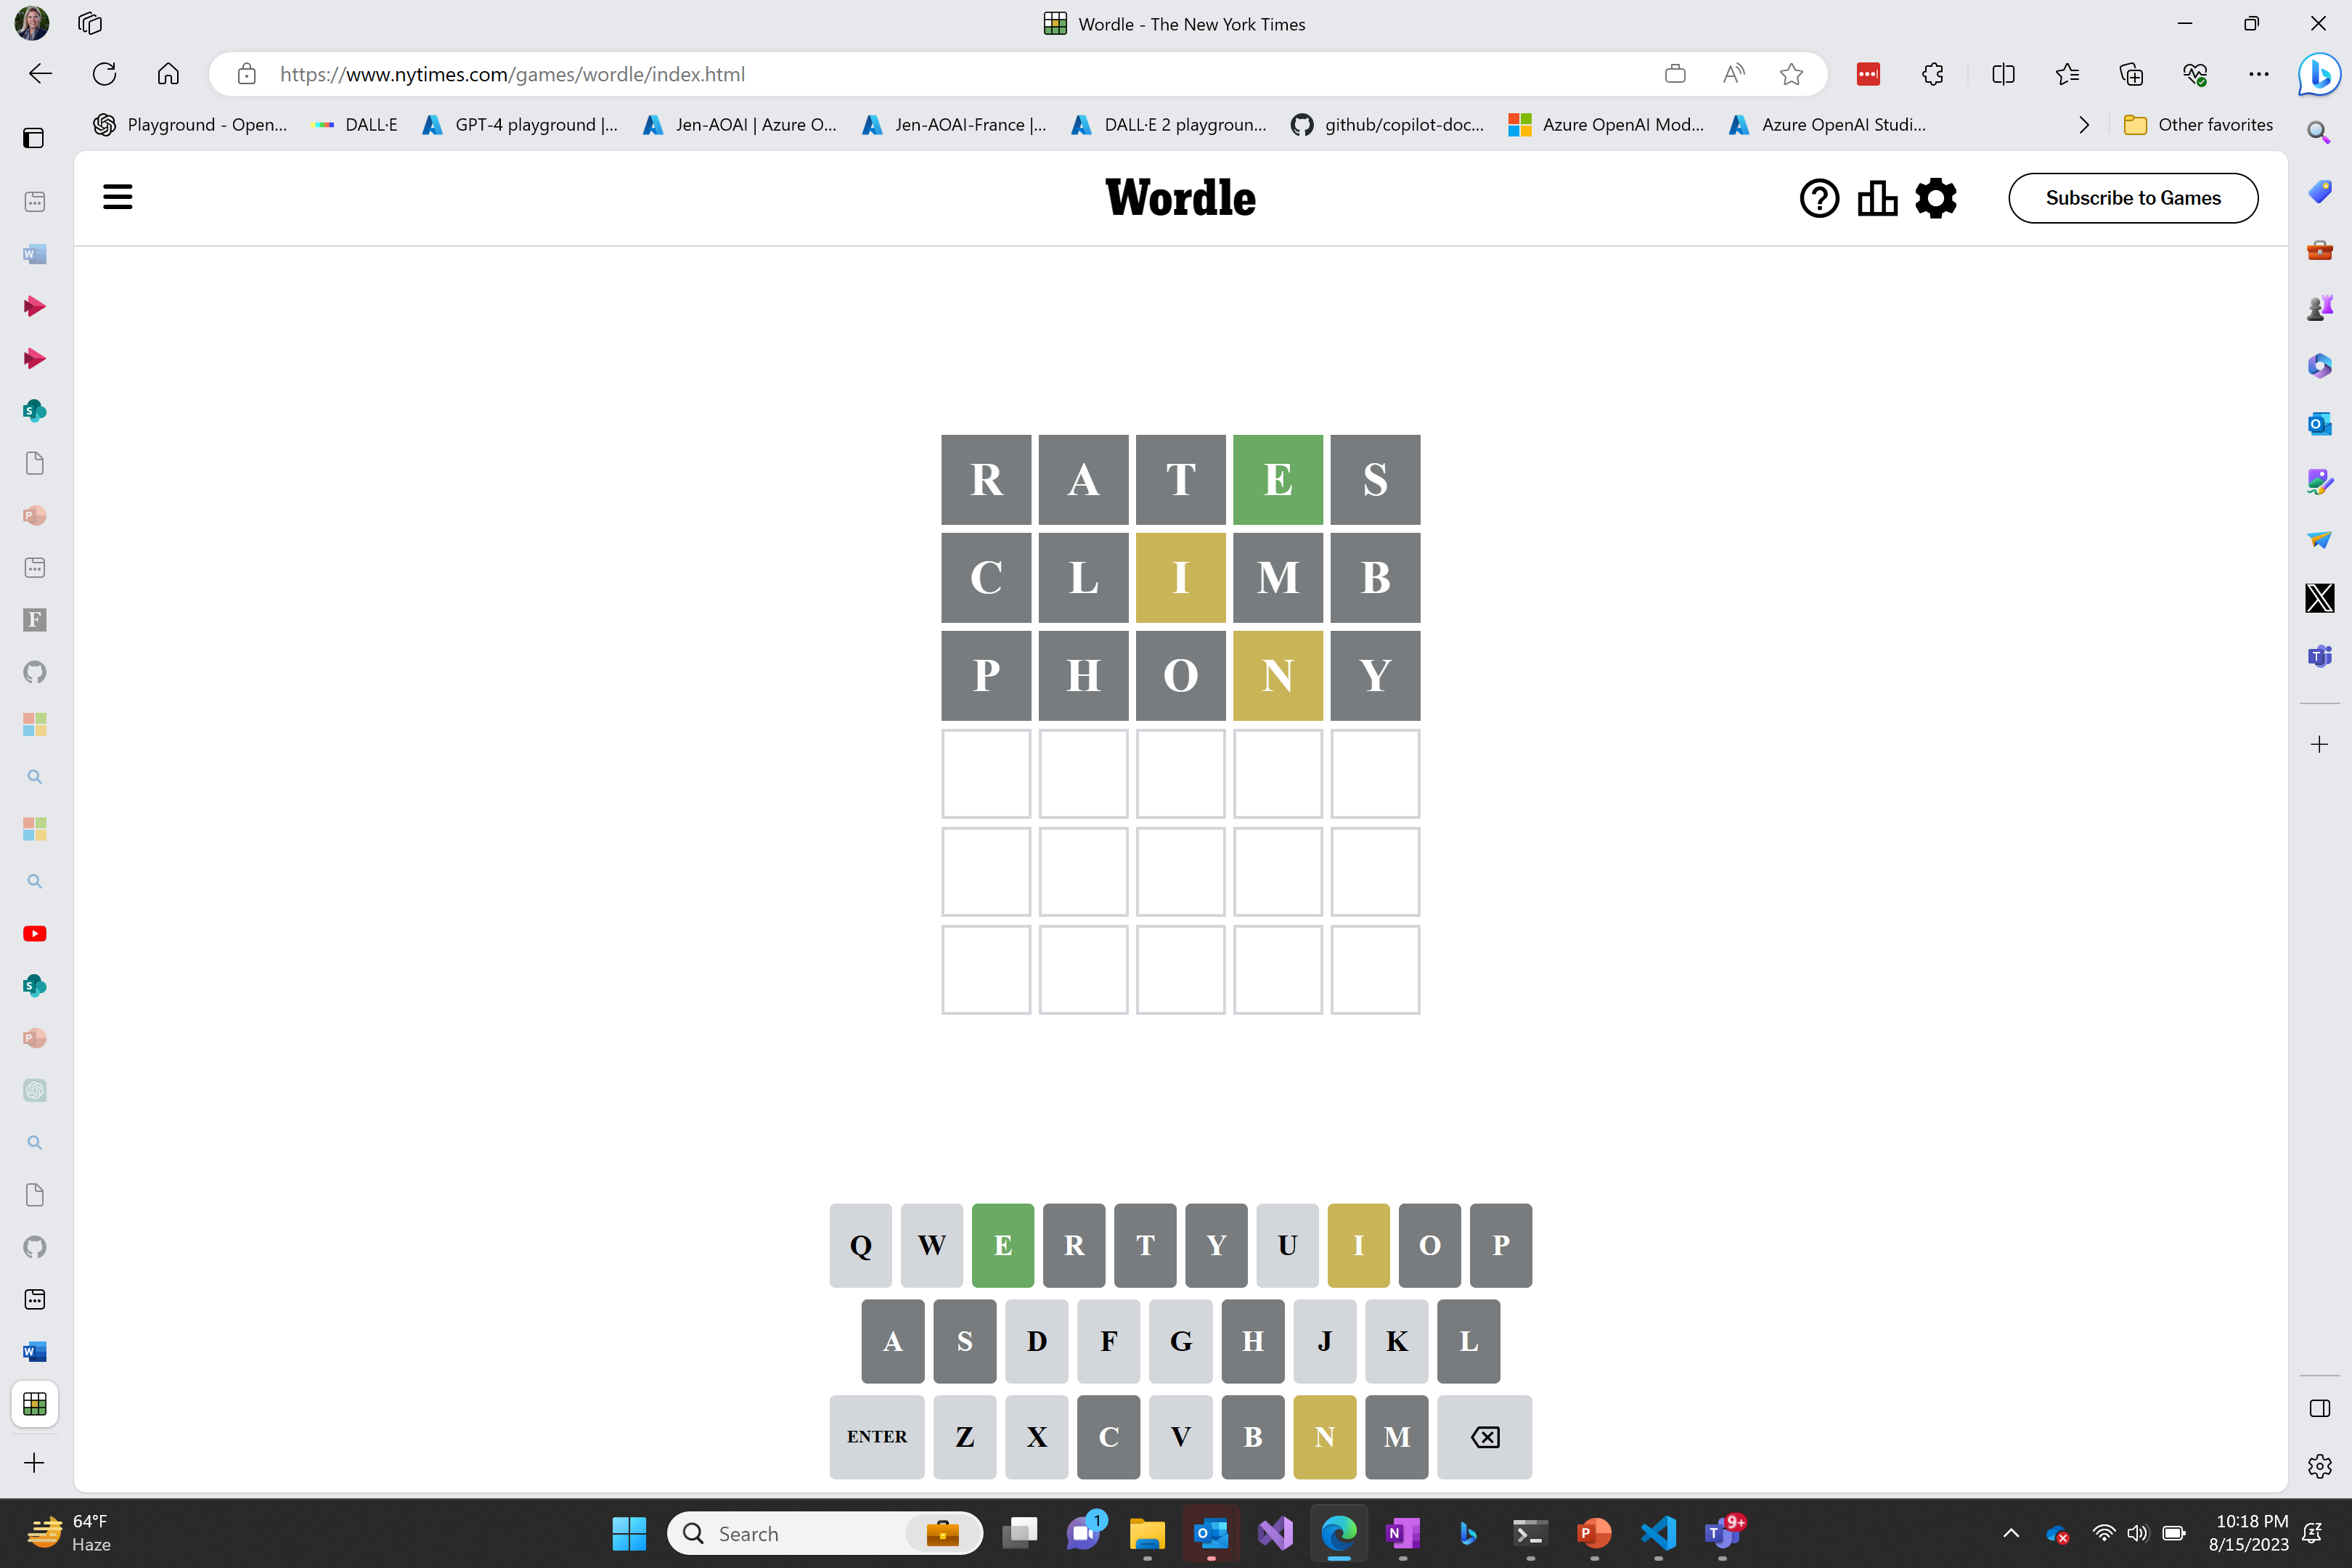 Wordle - The New York Times
https://www.nytimes.com/games/wordle/index.html
Playground - Open... DALL·E GPT-4 playground |... Jen-AOAI | Azure O... Jen-AOAI-France |... DALL·E 2 playgroun... github/copilot-doc... Azure OpenAI Mod... Azure OpenAI Studi... Other favorites
Wordle
Subscribe to Games
R A T E S
C L I M B
P H O N Y
Q W E R T Y U I O P
A S D F G H J K L
ENTER Z X C V B N M
64°F
Haze
Search
1
9+
10:18 PM
8/15/2023